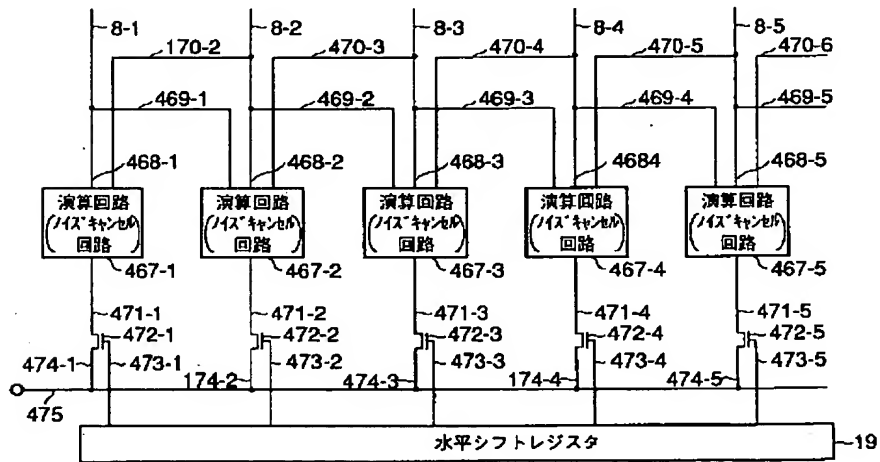 8-1 8-2 8-3 8-4 8-5
170-2 470-3 470-4 470-5 470-6
469-1 469-2 469-3 469-4 469-5
468-1 468-2 468-3 4684 468-5
演算回路 演算回路 演算回路 演算回路 演算回路
(ノイズキャンセル (ノイズキャンセル (ノイズキャンセル (ノイズキャンセル (ノイズキャンセル
回路) 回路) 回路) 回路) 回路)
467-1 467-2 467-3 467-4 467-5
471-1 471-2 471-3 471-4 471-5
472-1 472-2 472-3 472-4 472-5
474-1 473-1 473-2 473-3 473-4 473-5
174-2 474-3 174-4 474-5
475
水平シフトレジスタ 19